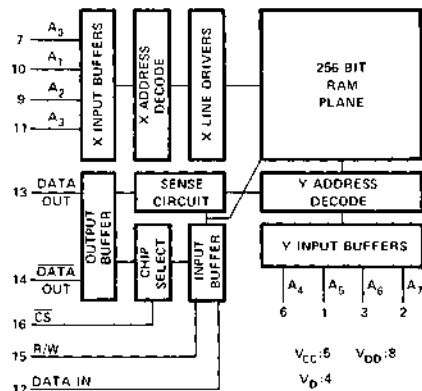 7 A0
10 A1
9 A2
11 A3
X INPUT BUFFERS
X ADDRESS DECODE
X LINE DRIVERS
256 BIT
RAM
PLANE
13 DATA
OUT
OUTPUT BUFFER
SENSE
CIRCUIT
Y ADDRESS
DECODE
CHIP SELECT
INPUT BUFFER
Y INPUT BUFFERS
14 DATA
OUT
A4 A5 A6 A7
6 1 3 2
CS
16
R/W
15
VCC:5 VDD:8
DATA IN
12
VD:4